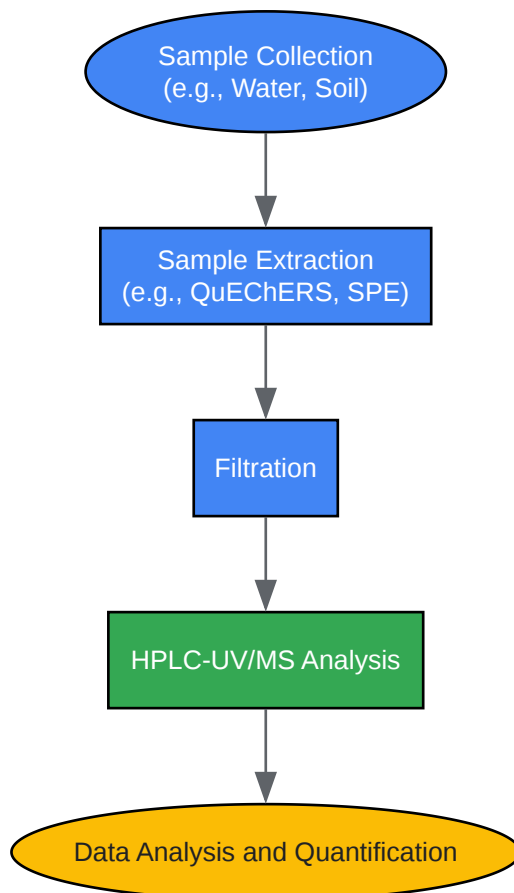 Sample Collection
(e.g., Water, Soil)
Sample Extraction
(e.g., QuEChERS, SPE)
Filtration
HPLC-UV/MS Analysis
Data Analysis and Quantification